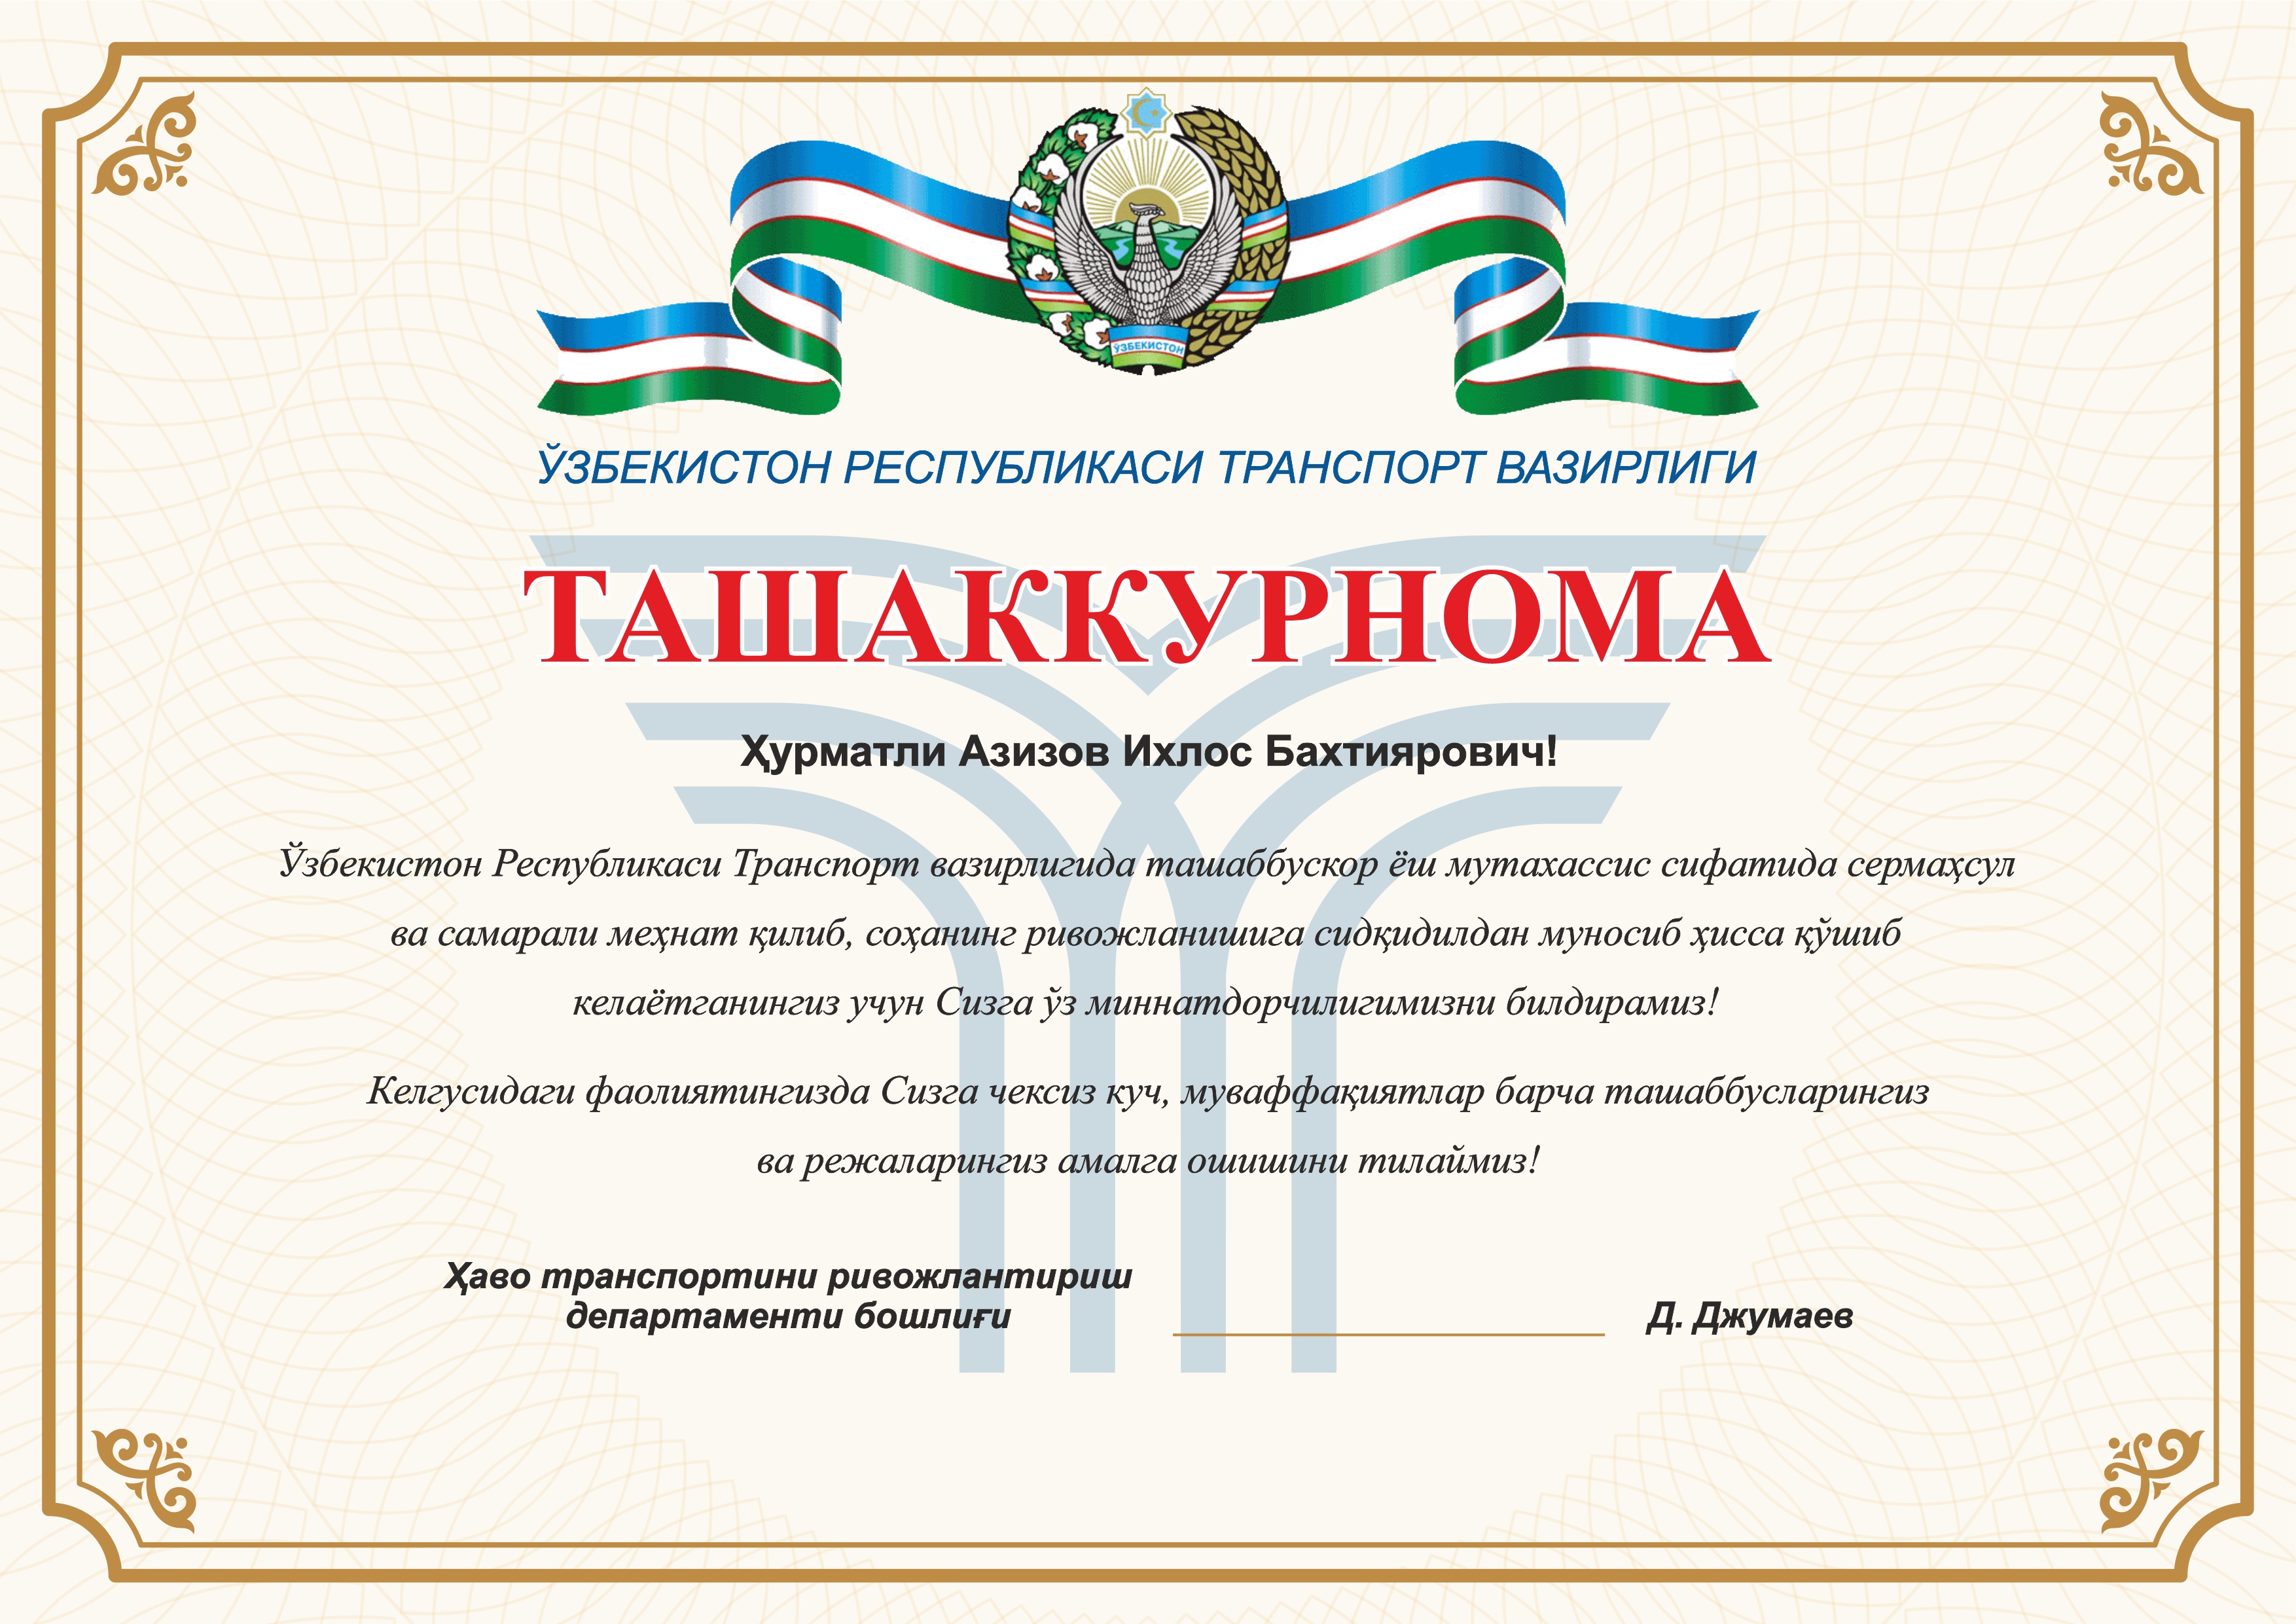 ЎЗБЕКИСТОН
ЎЗБЕКИСТОН РЕСПУБЛИКАСИ ТРАНСПОРТ ВАЗИРЛИГИ
ТАШАККУРНОМА
Ҳурматли Азизов Ихлос Бахтиярович!
Ўзбекистон Республикаси Транспорт вазирлигида ташаббускор ёш мутахассис сифатида сермаҳсул
ва самарали меҳнат қилиб, соҳанинг ривожланишига сидқидилдан муносиб ҳисса қўшиб
келаётганингиз учун Сизга ўз миннатдорчилигимизни билдирамиз!
Келгусидаги фаолиятингизда Сизга чексиз куч, муваффақиятлар барча ташаббусларингиз
ва режаларингиз амалга ошишини тилаймиз!
Ҳаво транспортини ривожлантириш
департаменти бошлиғи
Д. Джумаев